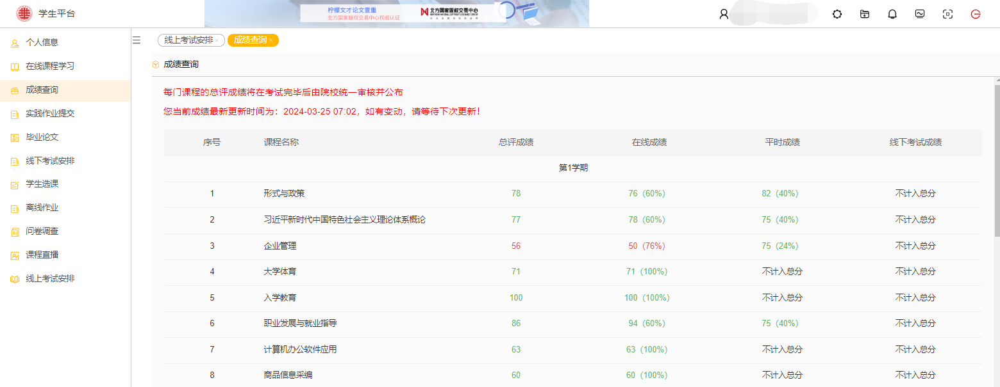 学生平台
柠檬文才论文查重
北方国家版权交易中心权威认证
北方国家版权交易中心
个人信息
在线课程学习
成绩查询
实践作业提交
毕业论文
线下考试安排
学生选课
离线作业
问卷调查
课程直播
线上考试安排
线上考试安排× 成绩查询×
成绩查询
每门课程的总评成绩将在考试完毕后由院校统一审核并公布
您当前成绩最新更新时间为：2024-03-25 07:02，如有变动，请等待下次更新！
序号 课程名称 总评成绩 在线成绩 平时成绩 线下考试成绩
第1学期
1 形式与政策 78 76（60%） 82（40%） 不计入总分
2 习近平新时代中国特色社会主义理论体系概论 77 78（60%） 75（40%） 不计入总分
3 企业管理 56 50（76%） 75（24%） 不计入总分
4 大学体育 71 71（100%） 不计入总分 不计入总分
5 入学教育 100 100（100%） 不计入总分 不计入总分
6 职业发展与就业指导 86 94（60%） 75（40%） 不计入总分
7 计算机办公软件应用 63 63（100%） 不计入总分 不计入总分
8 商品信息采编 60 60（100%） 不计入总分 不计入总分